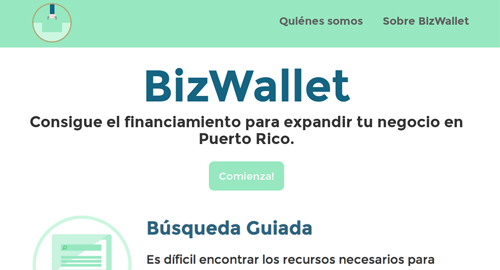 Quiénes somos
Sobre BizWallet
BizWallet
Consigue el financiamiento para expandir tu negocio en
Puerto Rico.
Comienza!
Búsqueda Guiada
Es díficil encontrar los recursos necesarios para